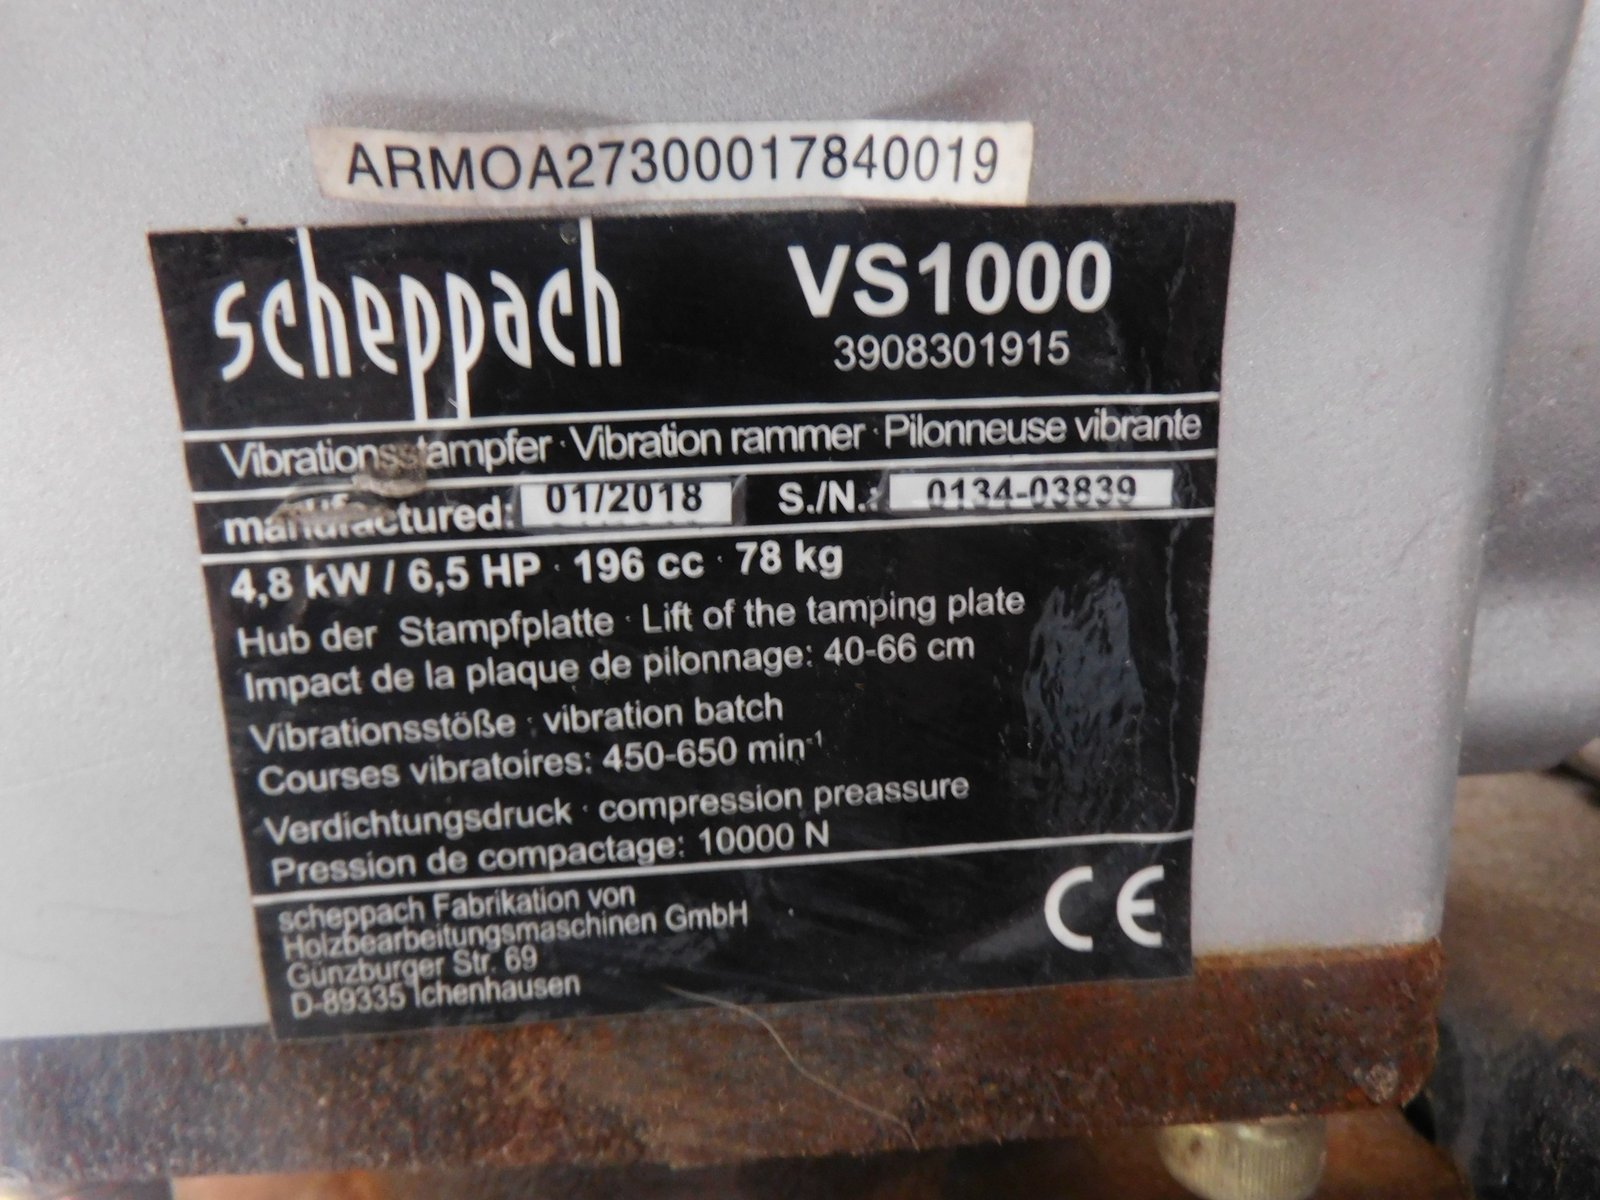 ARMOA27300017840019
scheppach
VS1000
3908301915
Vibrationsstampfer · Vibration rammer · Pilonneuse vibrante
manufactured: 01/2018 S./N.: 0134-03839
4,8 kW / 6,5 HP · 196 cc · 78 kg
Hub der Stampfplatte · Lift of the tamping plate
Impact de la plaque de pilonnage: 40-66 cm
Vibrationsstöße · vibration batch
Courses vibratoires: 450-650 min⁻¹
Verdichtungsdruck · compression preassure
Pression de compactage: 10000 N
scheppach Fabrikation von
Holzbearbeitungsmaschinen GmbH
Günzburger Str. 69
D-89335 Ichenhausen
CE